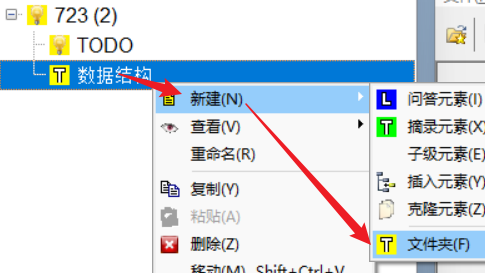 723 (2)
TODO
数据结构
新建(N)
查看(V)
重命名(R)
复制(Y)
粘贴(A)
删除(Z)
移动(M)... Shift+Ctrl+V
L 问答元素(I)
T 摘录元素(X)
子级元素(E)
插入元素(Y)
克隆元素(Z)
T 文件夹(F)